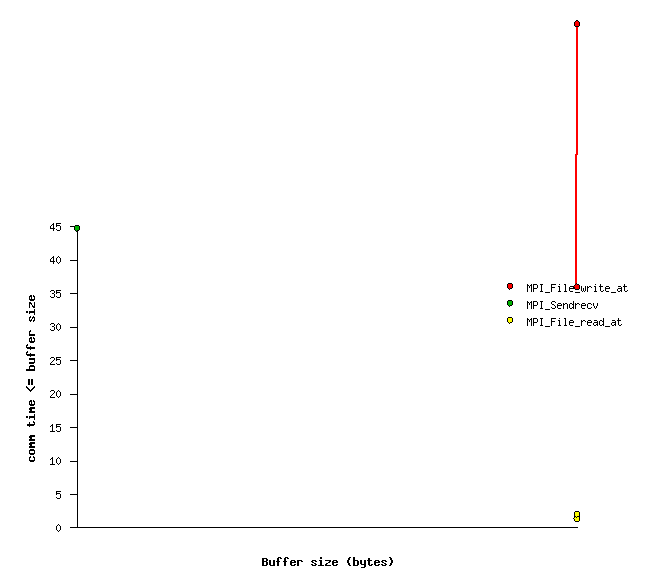 45
40
35
30
25
20
15
10
5
0
comm time <= buffer size
MPI_File_write_at
MPI_Sendrecv
MPI_File_read_at
Buffer size (bytes)